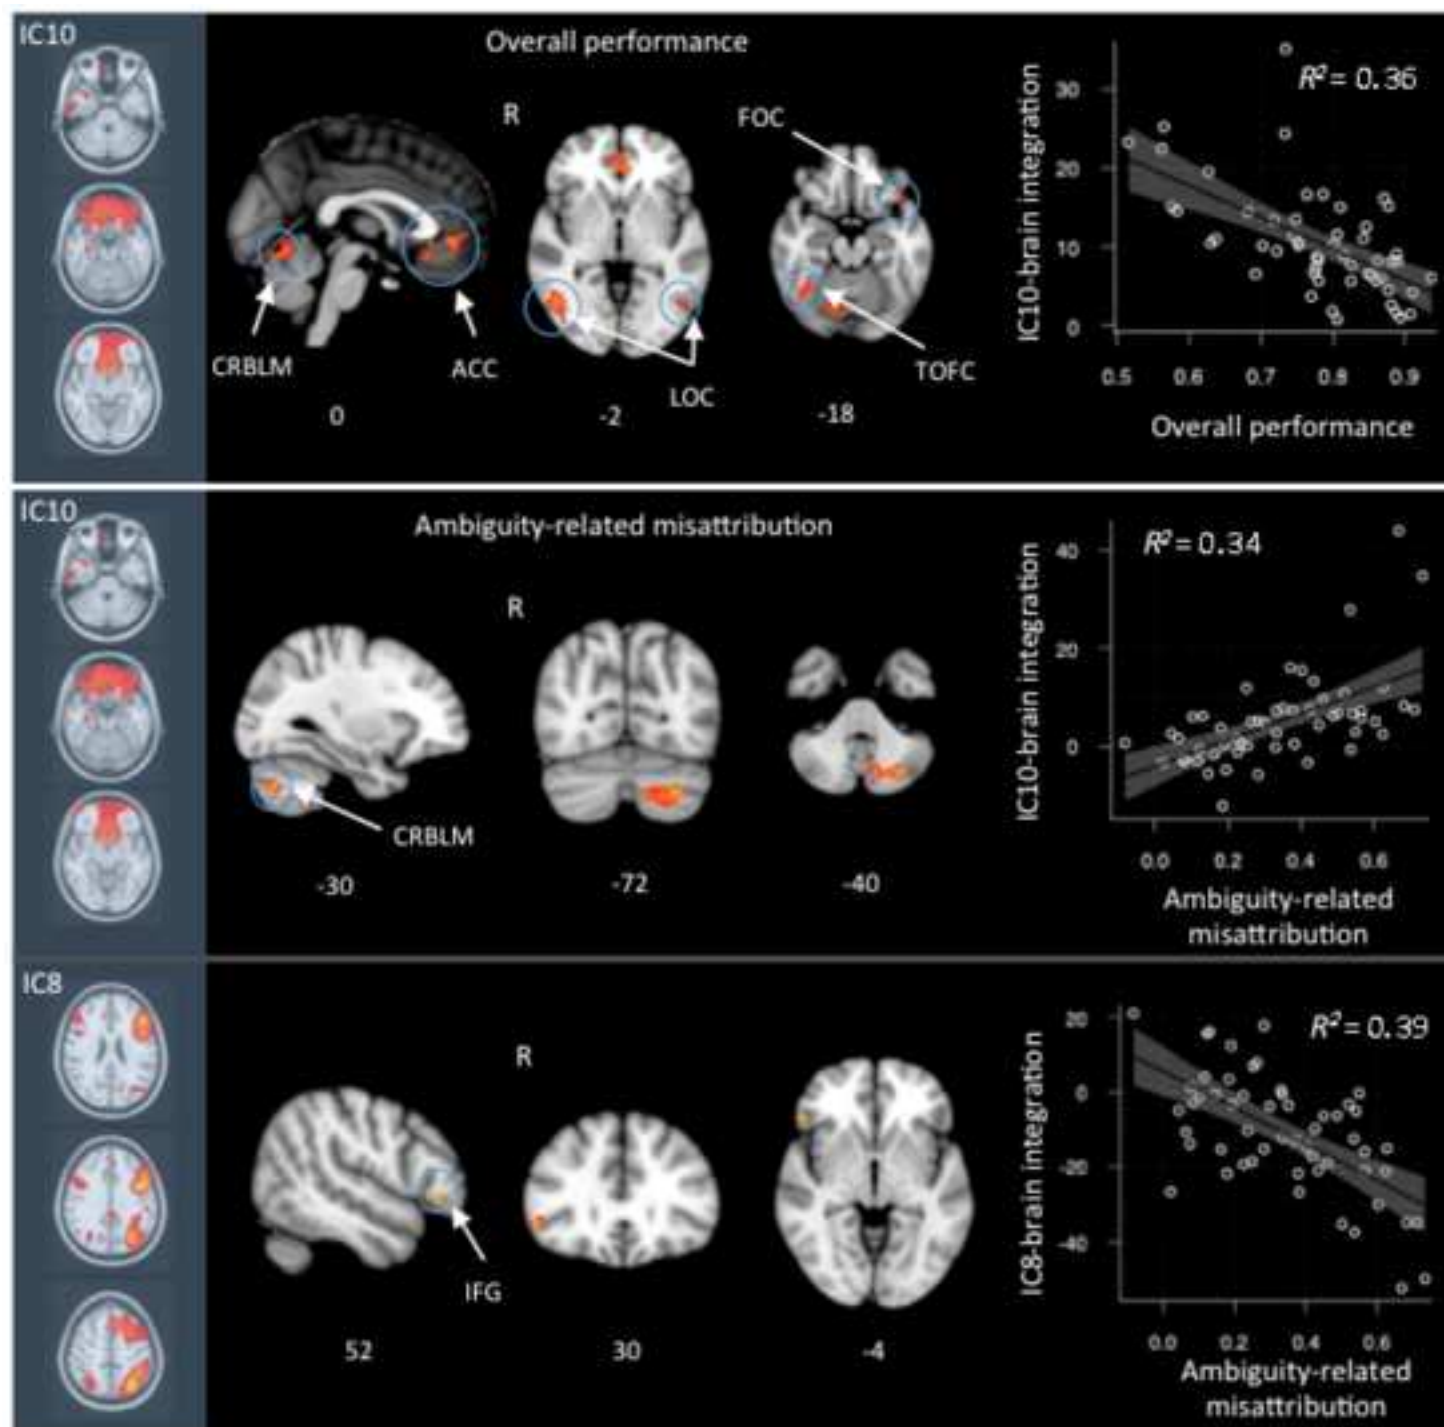 IC10
Overall performance
R
FOC
CRBLM
ACC
LOC
TOFC
0
-2
-18
IC10-brain integration
R² = 0.36
30
20
10
0
0.5 0.6 0.7 0.8 0.9
Overall performance
IC10
Ambiguity-related misattribution
R
CRBLM
-30
-72
-40
IC10-brain integration
R² = 0.34
40
20
0
0.0 0.2 0.4 0.6
Ambiguity-related
misattribution
IC8
R
IFG
52
30
-4
IC8-brain integration
R² = 0.39
20
0
-20
-40
0.0 0.2 0.4 0.6
Ambiguity-related
misattribution